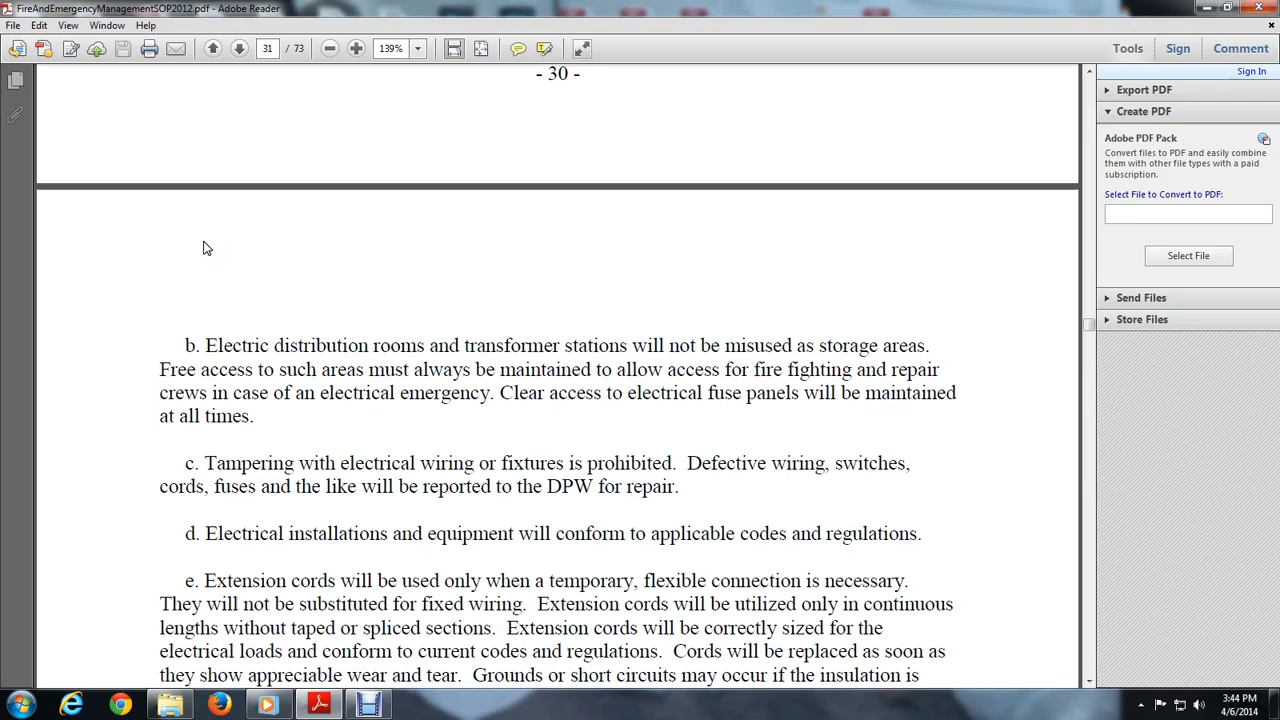 FireAndEmergencyManagementSOP2012.pdf - Adobe Reader
File Edit View Window Help
31 / 73 139% Tools Sign Comment
Sign In
Export PDF
Create PDF
Adobe PDF Pack
Convert files to PDF and easily combine
them with other file types with a paid
subscription.
Select File to Convert to PDF:
Select File
Send Files
Store Files
- 30 -
b. Electric distribution rooms and transformer stations will not be misused as storage areas.
Free access to such areas must always be maintained to allow access for fire fighting and repair
crews in case of an electrical emergency. Clear access to electrical fuse panels will be maintained
at all times.
c. Tampering with electrical wiring or fixtures is prohibited. Defective wiring, switches,
cords, fuses and the like will be reported to the DPW for repair.
d. Electrical installations and equipment will conform to applicable codes and regulations.
e. Extension cords will be used only when a temporary, flexible connection is necessary.
They will not be substituted for fixed wiring. Extension cords will be utilized only in continuous
lengths without taped or spliced sections. Extension cords will be correctly sized for the
electrical loads and conform to current codes and regulations. Cords will be replaced as soon as
they show appreciable wear and tear. Grounds or short circuits may occur if the insulation is
3:44 PM
4/6/2014